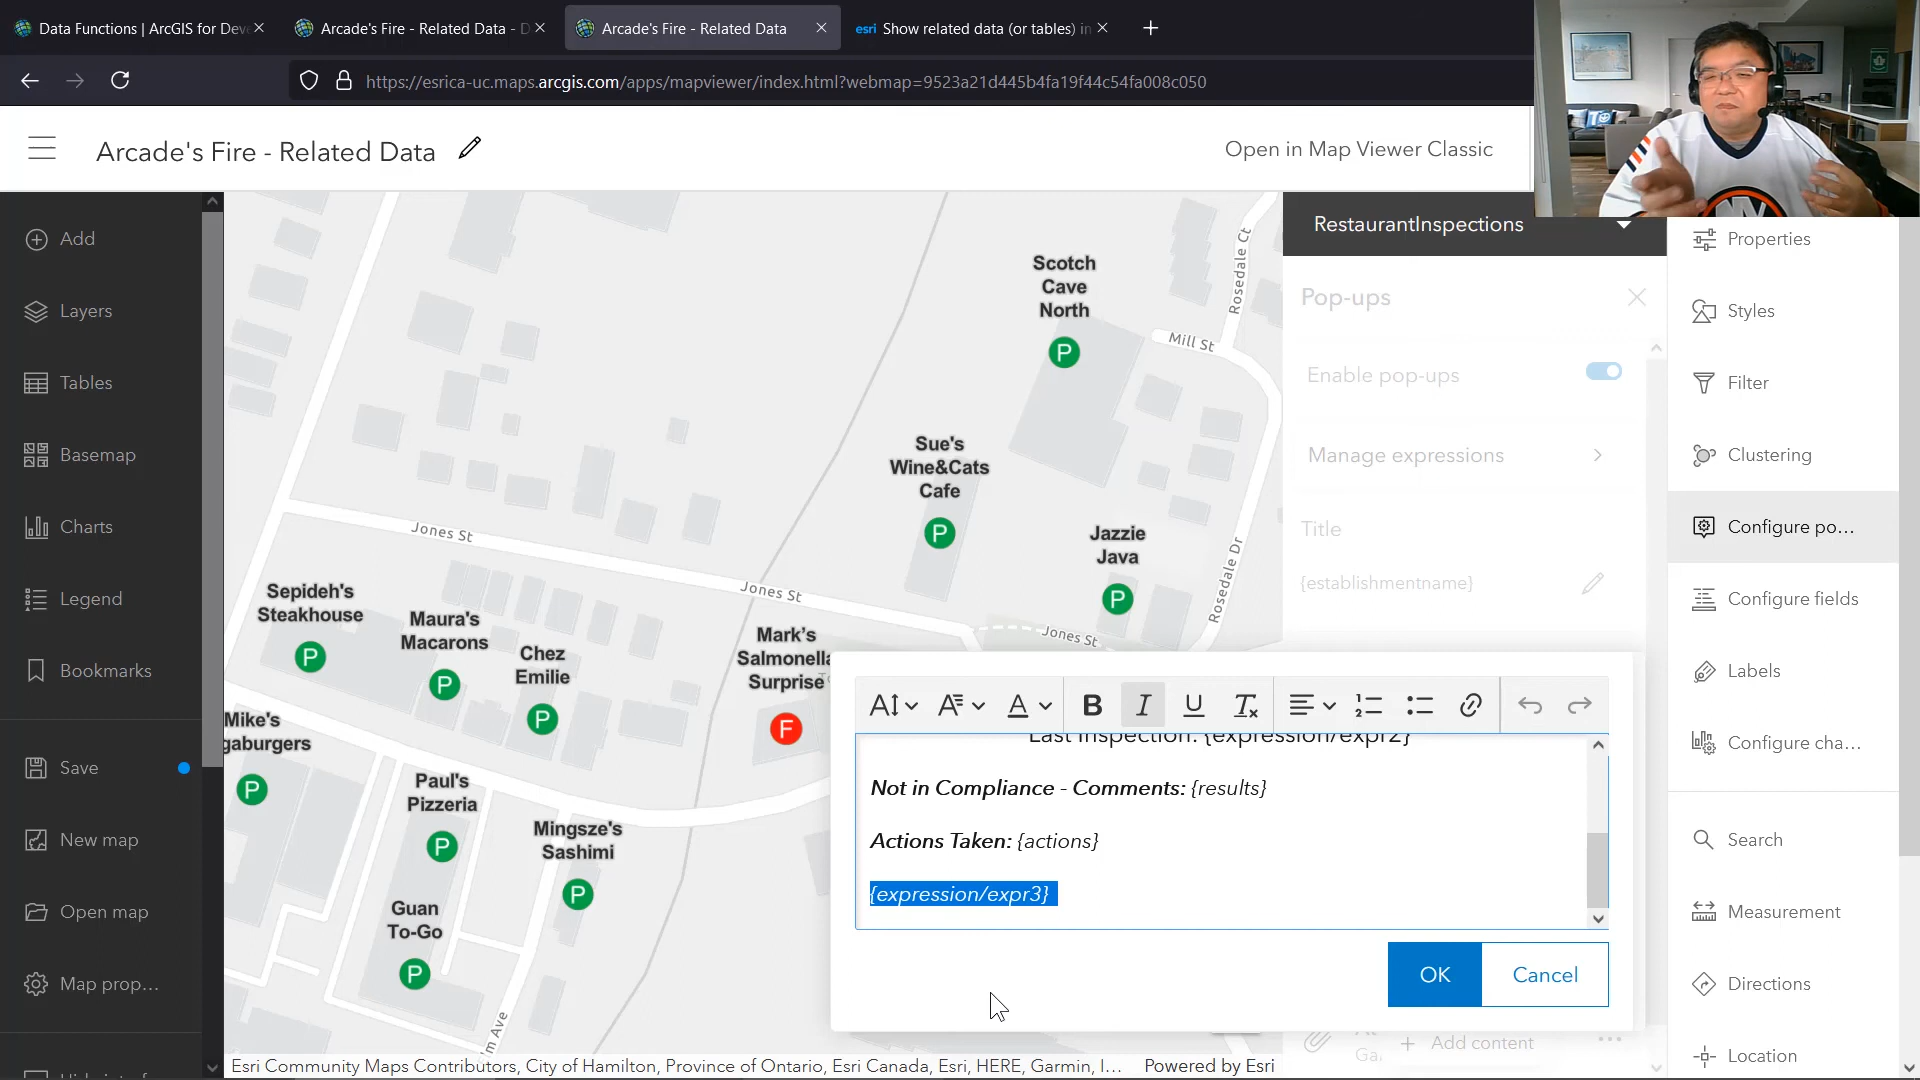 Data Functions | ArcGIS for Deve
Arcade's Fire - Related Data - D
Arcade's Fire - Related Data
esri Show related data (or tables) in
https://esrica-uc.maps.arcgis.com/apps/mapviewer/index.html?webmap=9523a21d445b4fa19f44c54fa008c050
Arcade's Fire - Related Data
Open in Map Viewer Classic
Add
Layers
Tables
Basemap
Charts
Legend
Bookmarks
Save
New map
Open map
Map prop...
Scotch
Cave
North
P
Mill St
Rosedale Ct
Sue's
Wine&Cats
Cafe
P
Jazzie
Java
P
Rosedale Dr
Jones St
Jones St
Jones St
Sepideh's
Steakhouse
P
Maura's
Macarons
P
Chez
Emilie
P
Mark's
Salmonella
Surprise
F
Mike's
gaburgers
P
Paul's
Pizzeria
P
Mingsze's
Sashimi
P
Guan
To-Go
P
m Ave
Esri Community Maps Contributors, City of Hamilton, Province of Ontario, Esri Canada, Esri, HERE, Garmin, I...
Powered by Esri
RestaurantInspections
Pop-ups
Enable pop-ups
Manage expressions
Title
{establishmentname}
B I U
Last Inspection: {expression/expr2}
Not in Compliance - Comments: {results}
Actions Taken: {actions}
{expression/expr3}
OK
Cancel
Add content
Properties
Styles
Filter
Clustering
Configure po...
Configure fields
Labels
Configure cha...
Search
Measurement
Directions
Location